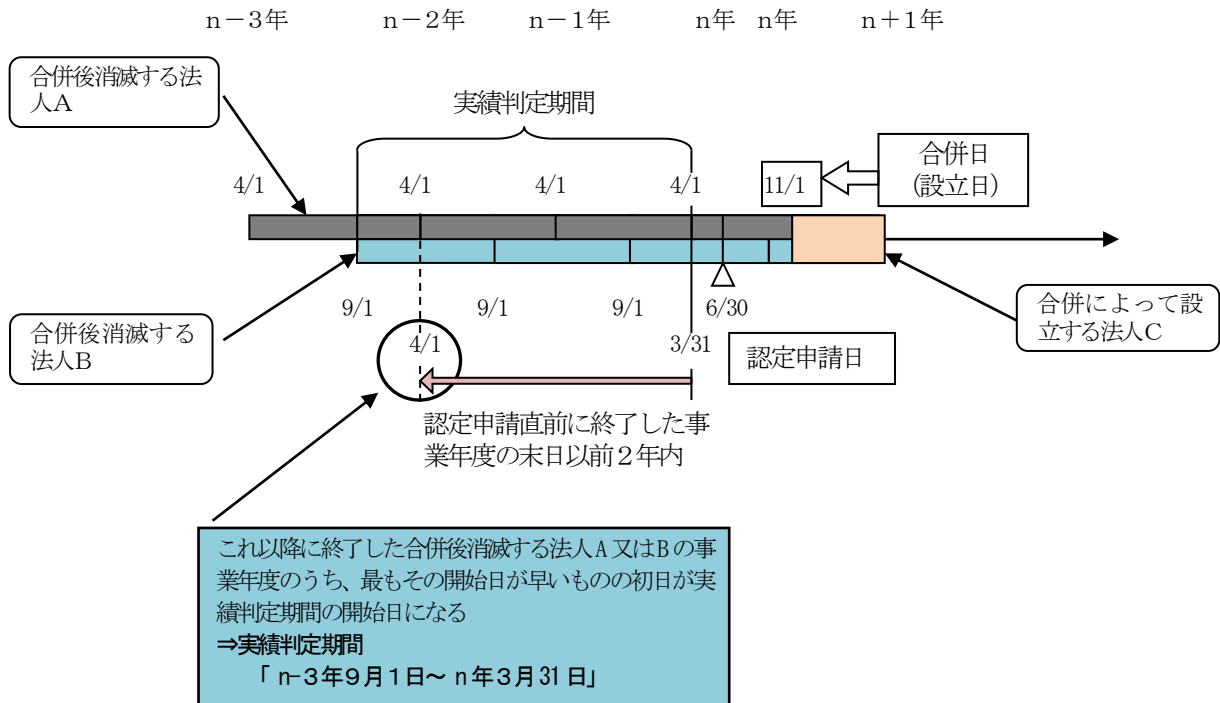 n－3年 n－2年 n－1年 n年 n年 n＋1年
合併後消滅する法
人A
実績判定期間
合併日
（設立日）
4/1 4/1 4/1 4/1 11/1
9/1 9/1 9/1 6/30
合併後消滅する
法人B
4/1 3/31
認定申請日
合併によって設
立する法人C
認定申請直前に終了した事
業年度の末日以前２年内
これ以降に終了した合併後消滅する法人A又はBの事
業年度のうち、最もその開始日が早いものの初日が実
績判定期間の開始日になる
⇒実績判定期間
「 n-3年９月１日～ n年３月31日」